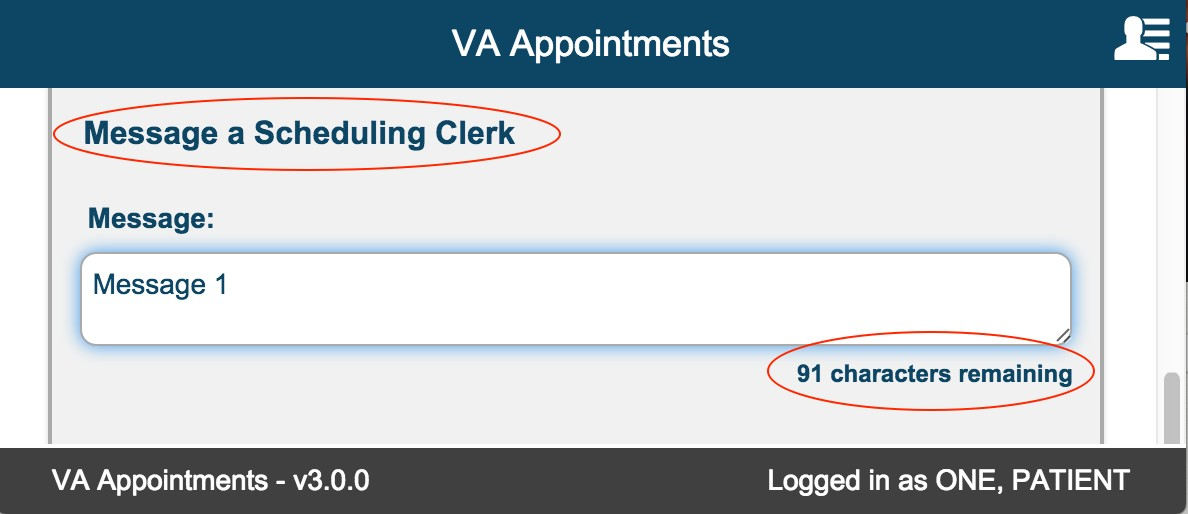 VA Appointments
Message a Scheduling Clerk
Message:
Message 1
91 characters remaining
VA Appointments - v3.0.0
Logged in as ONE, PATIENT